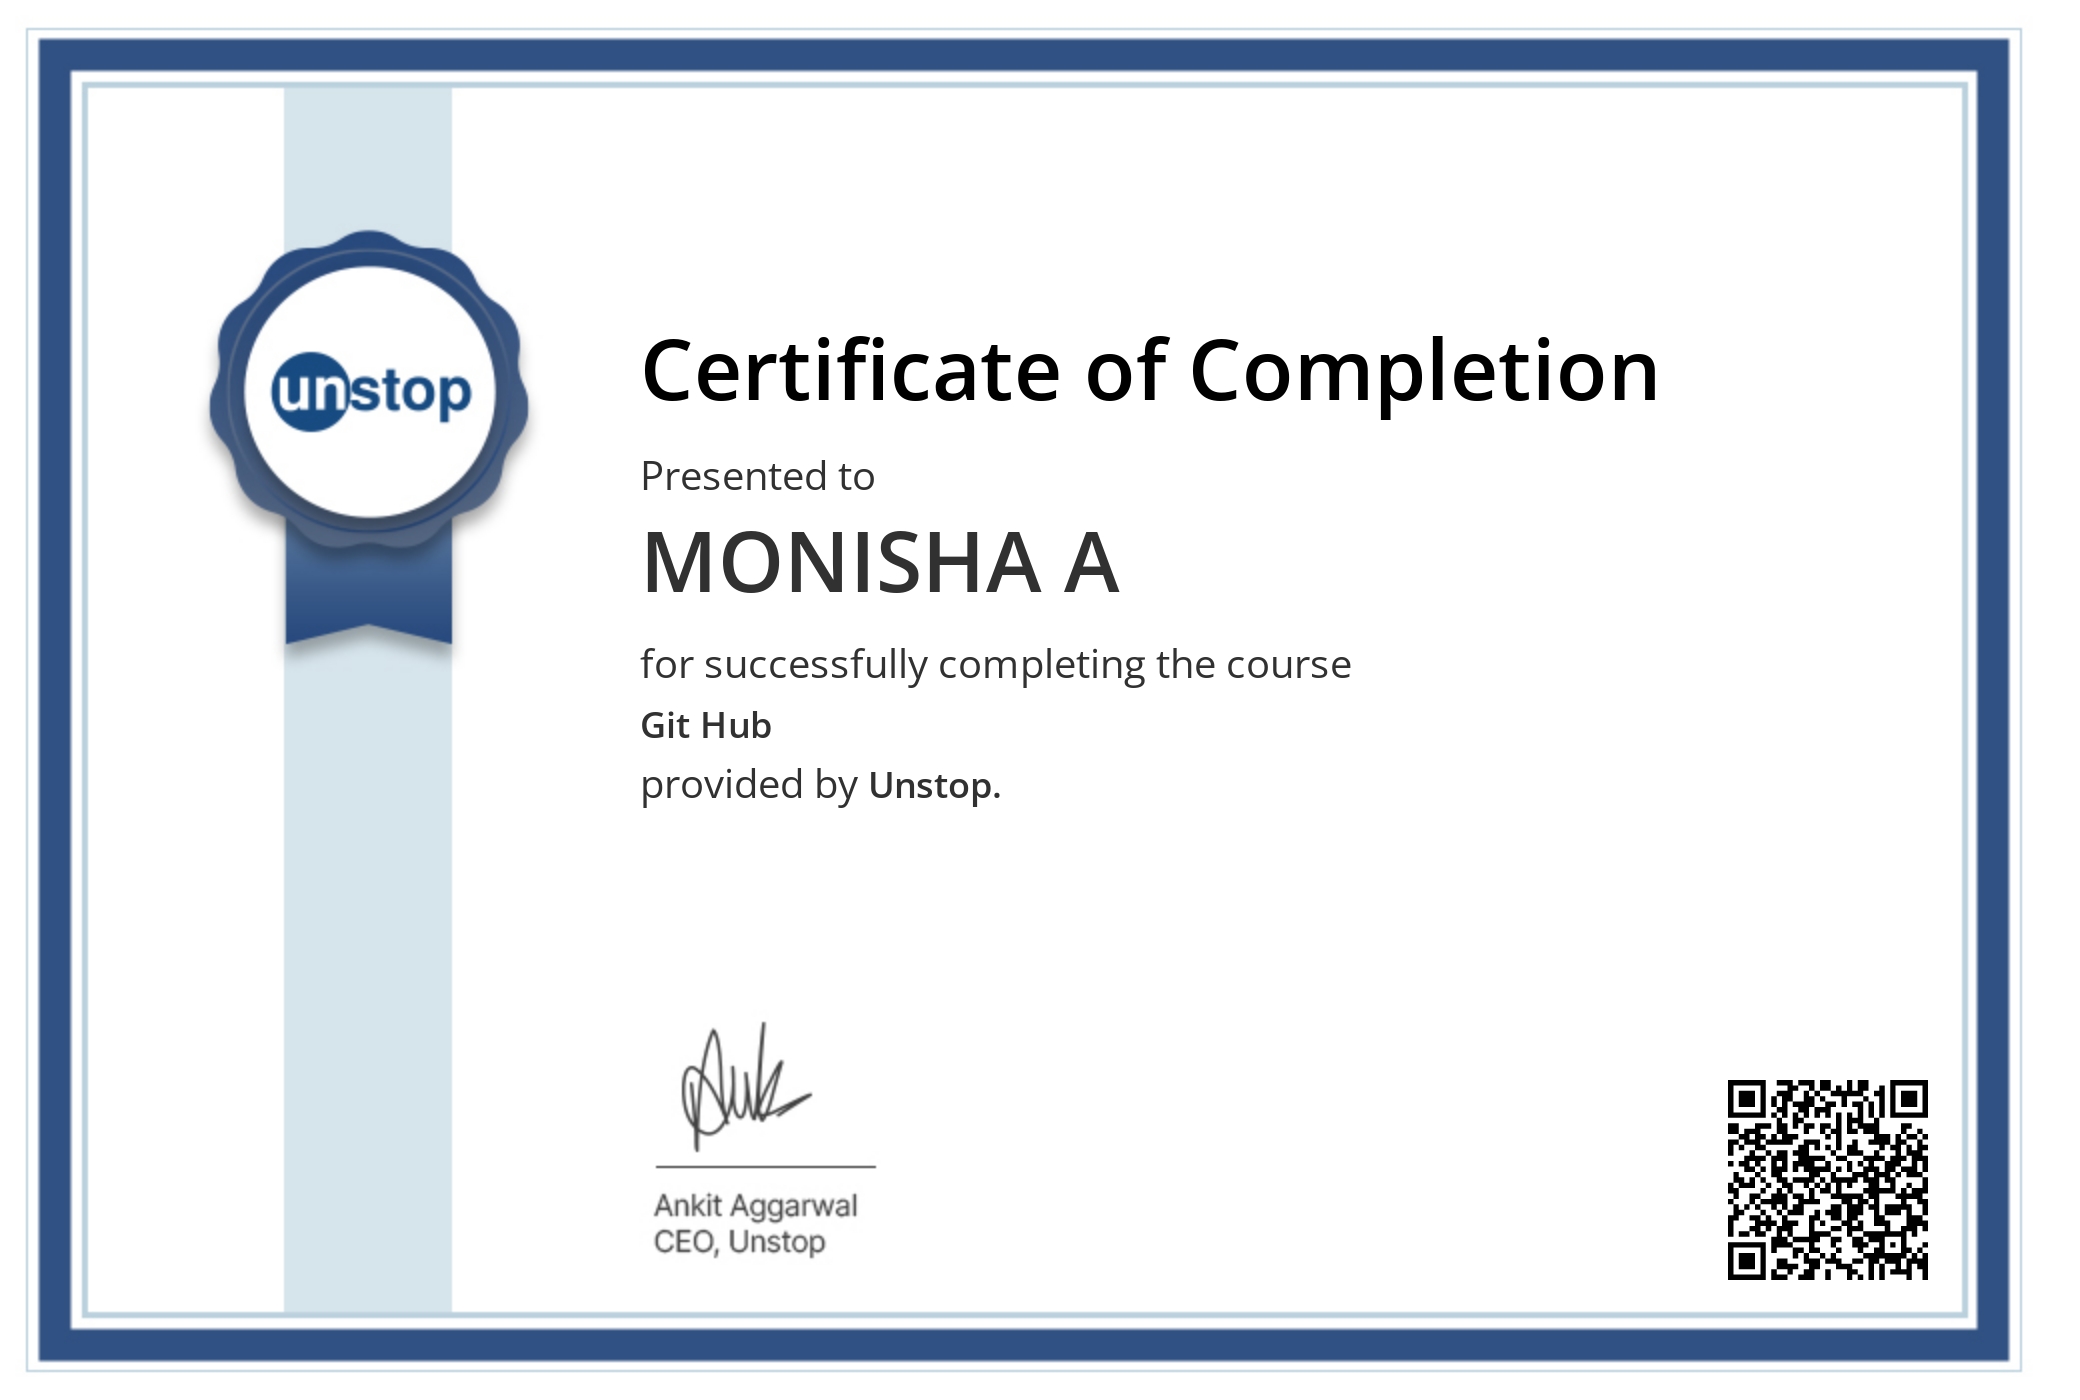 unstop
Certificate of Completion
Presented to
MONISHA A
for successfully completing the course
Git Hub
provided by Unstop.
Ankit Aggarwal
CEO, Unstop